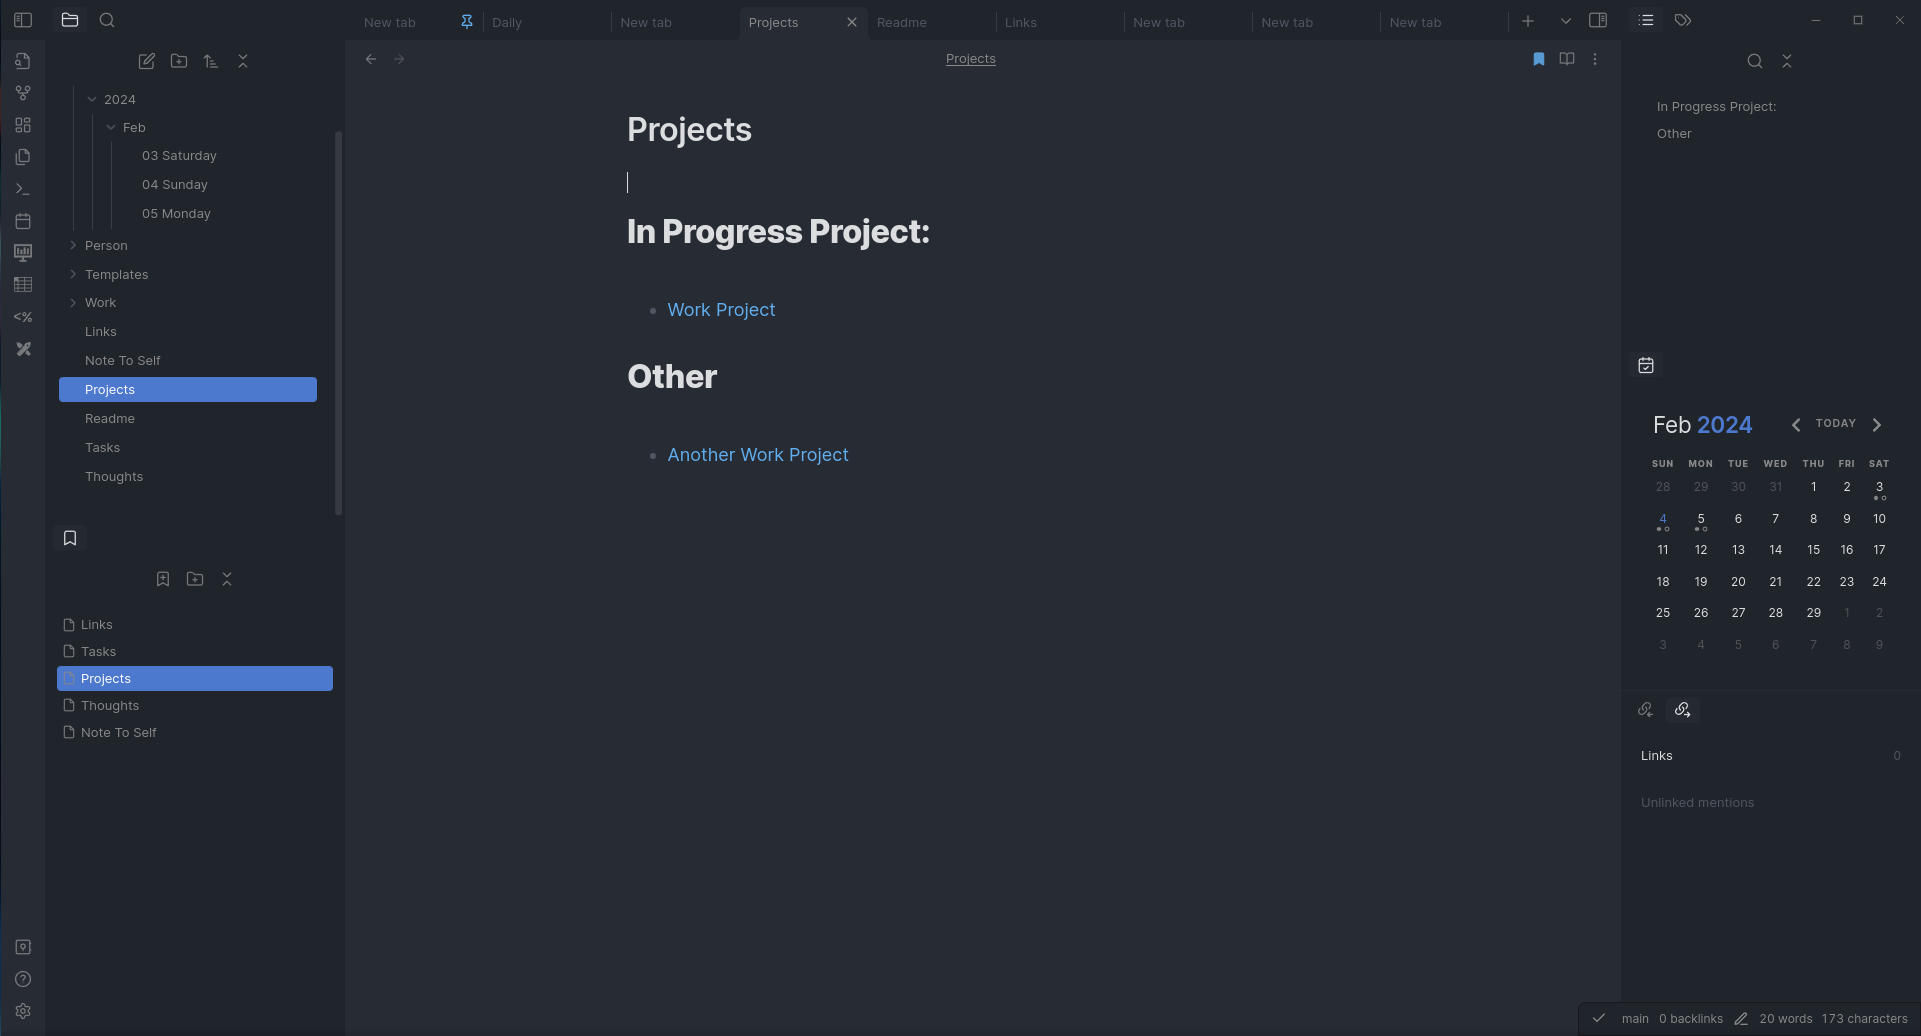 New tab Daily New tab Projects Readme Links New tab New tab New tab
2024
Feb
03 Saturday
04 Sunday
05 Monday
Person
Templates
Work
Links
Note To Self
Projects
Readme
Tasks
Thoughts
Links
Tasks
Projects
Thoughts
Note To Self
<%
Projects
Projects
In Progress Project:
Work Project
Other
Another Work Project
In Progress Project:
Other
Feb 2024 TODAY
SUN MON TUE WED THU FRI SAT
28 29 30 31 1 2 3
4 5 6 7 8 9 10
11 12 13 14 15 16 17
18 19 20 21 22 23 24
25 26 27 28 29 1 2
3 4 5 6 7 8 9
Links 0
Unlinked mentions
main 0 backlinks 20 words 173 characters